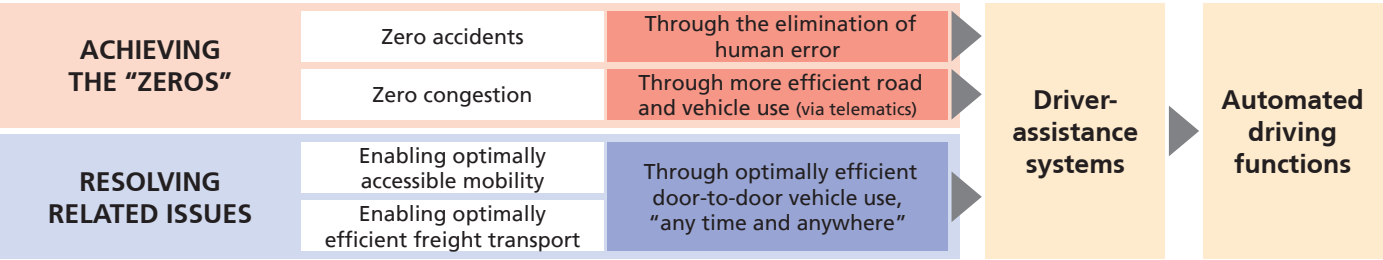 ACHIEVING
THE “ZEROS”
Zero accidents
Through the elimination of
human error
Zero congestion
Through more efficient road
and vehicle use (via telematics)
RESOLVING
RELATED ISSUES
Enabling optimally
accessible mobility
Enabling optimally
efficient freight transport
Through optimally efficient
door-to-door vehicle use,
“any time and anywhere”
Driver-
assistance
systems
Automated
driving
functions